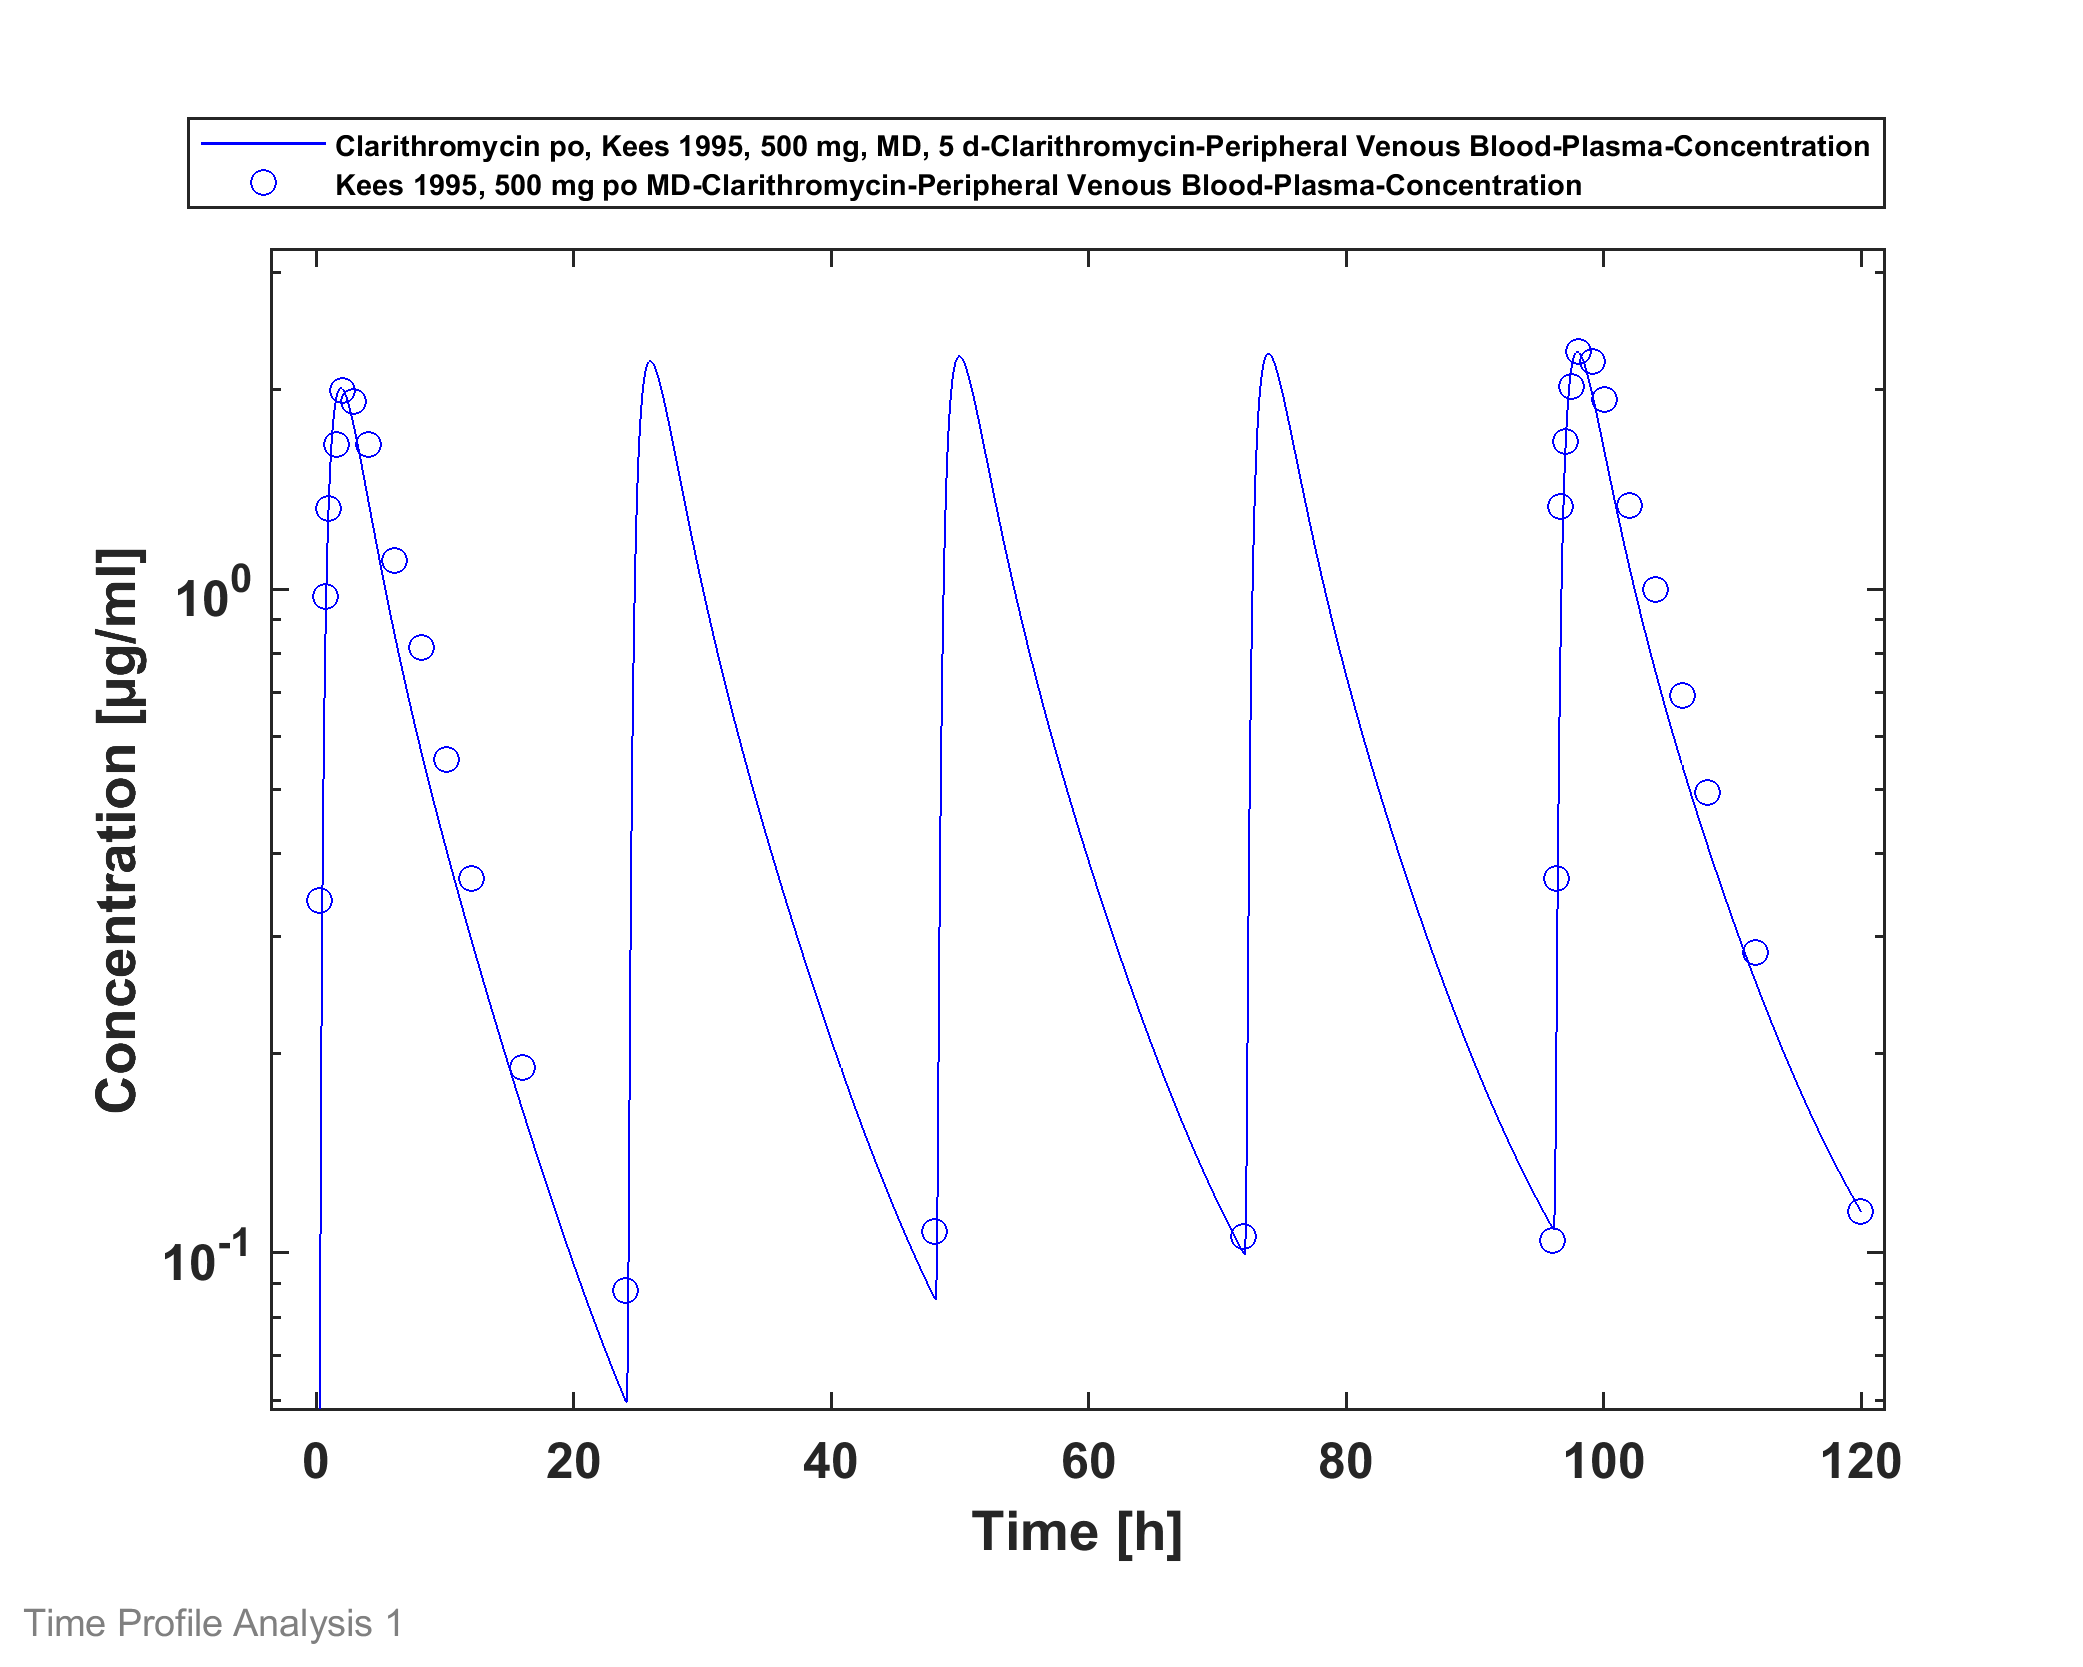 Clarithromycin po, Kees 1995, 500 mg, MD, 5 d-Clarithromycin-Peripheral Venous Blood-Plasma-Concentration
Kees 1995, 500 mg po MD-Clarithromycin-Peripheral Venous Blood-Plasma-Concentration
Concentration [µg/ml]
10^0
10^-1
0 20 40 60 80 100 120
Time [h]
Time Profile Analysis 1